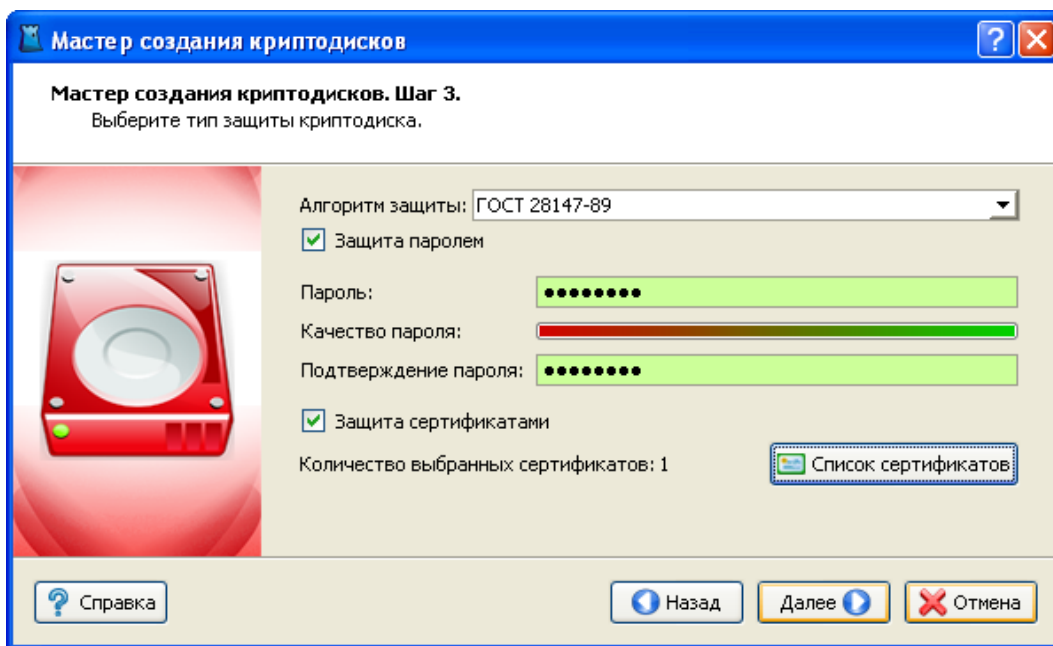 Мастер создания криптодисков
Мастер создания криптодисков. Шаг 3.
Выберите тип защиты криптодиска.
Алгоритм защиты: ГОСТ 28147-89
Защита паролем
Пароль: ●●●●●●●●
Качество пароля:
Подтверждение пароля: ●●●●●●●●
Защита сертификатами
Количество выбранных сертификатов: 1 Список сертификатов
Справка Назад Далее Отмена